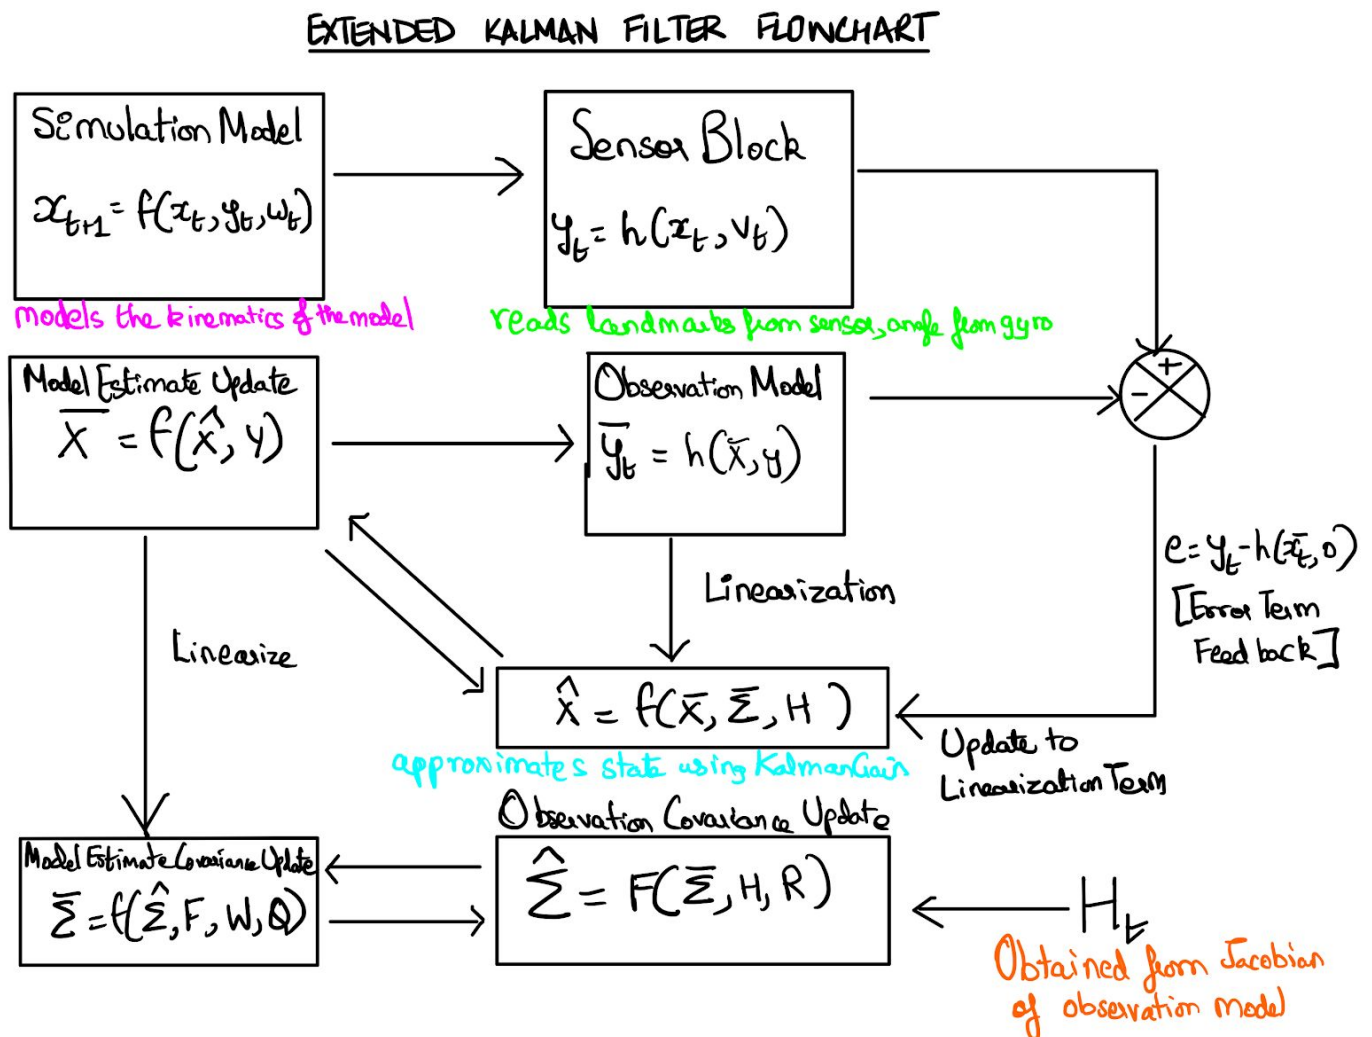 EXTENDED KALMAN FILTER FLOWCHART
Simulation Model
x_{t+1} = f(x_t, y_t, w_t)
models the kinematics of the model
Sensor Block
y_t = h(x_t, v_t)
reads landmarks from sensor, angle from gyro
Model Estimate Update
X̅ = f(X̂, Y)
Observation Model
y̅_t = h(x̅, y)
+
-
e = y_t - h(x̅_t, 0)
[Error Term
Feedback]
Linearization
Linearize
X̂ = f(X̅, Σ̅, H)
approximates state using Kalman Gain
Update to
Linearization Term
Observation Covariance Update
Σ̂ = F(Σ̅, H, R)
Model Estimate Covariance Update
Σ̅ = f(Σ̂, F, W, Q)
H_t
Obtained from Jacobian
of observation model